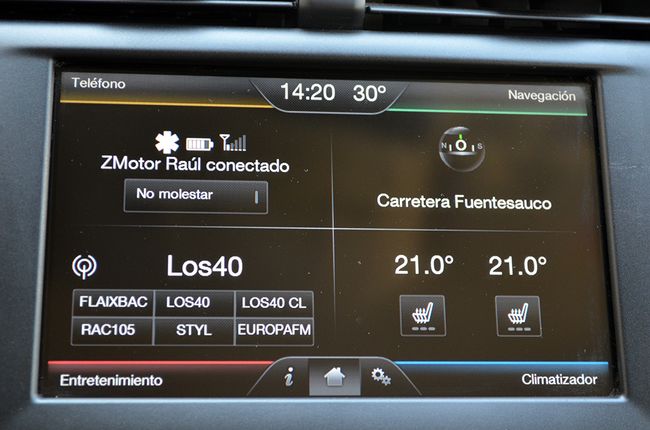 Teléfono
14:20 30°
Navegación
ZMotor Raúl conectado
No molestar
N O S
Carretera Fuentesauco
Los40
21.0° 21.0°
FLAIXBAC LOS40 LOS40 CL
RAC105 STYL EUROPAFM
Entretenimiento
i
Climatizador